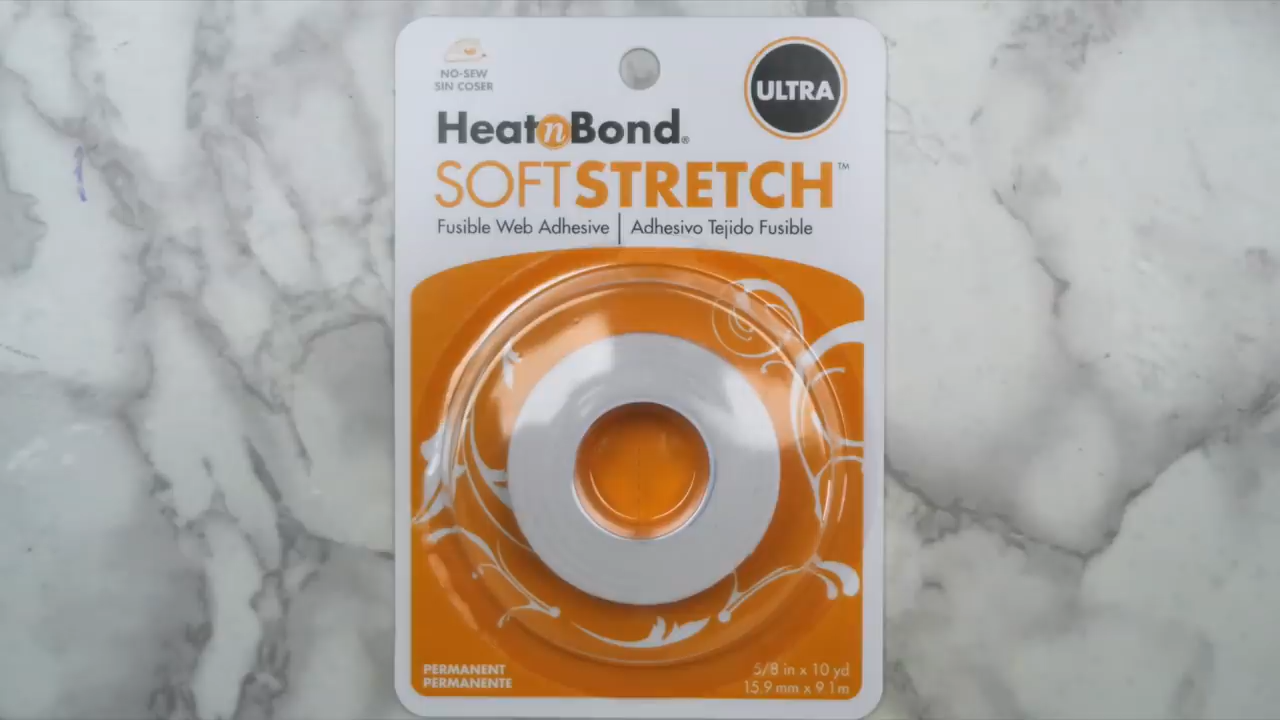 NO-SEW
SIN COSER
ULTRA
HeatnBond®
SOFTSTRETCH™
Fusible Web Adhesive | Adhesivo Tejido Fusible
PERMANENT
PERMANENTE
5/8 in x 10 yd
15.9 mm x 9.1m